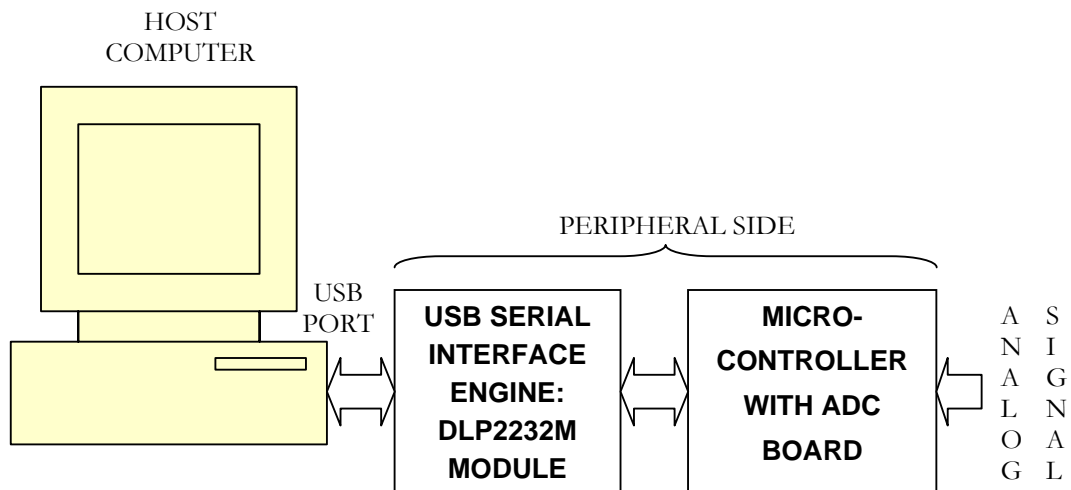 HOST
COMPUTER
PERIPHERAL SIDE
USB
PORT
USB SERIAL
INTERFACE
ENGINE:
DLP2232M
MODULE
MICRO-
CONTROLLER
WITH ADC
BOARD
ANALOG
SIGNAL